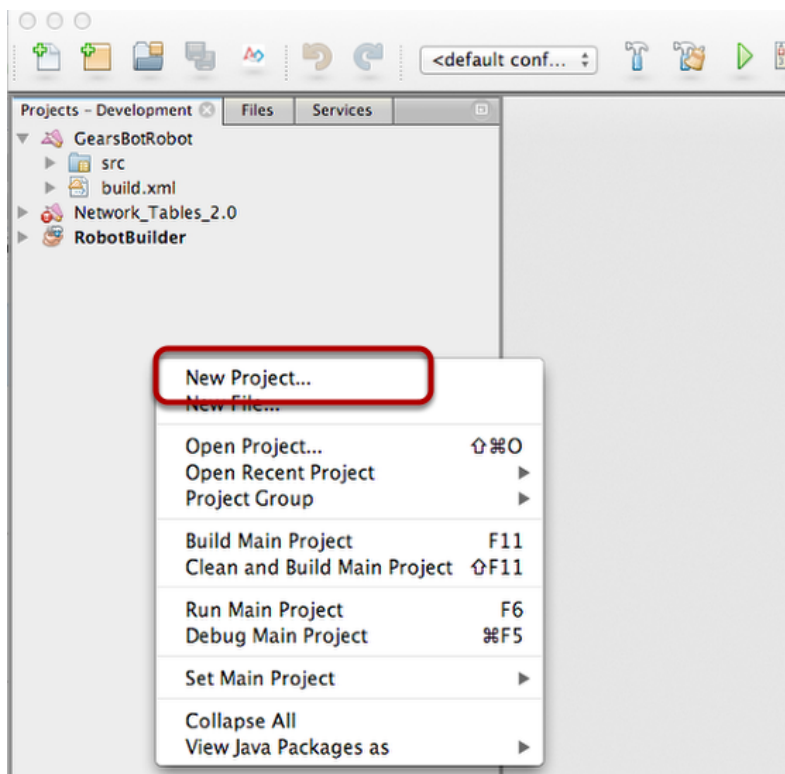 <default conf...
Projects - Development Files Services
GearsBotRobot
src
build.xml
Network_Tables_2.0
RobotBuilder
New Project...
New File...
Open Project... ⇧⌘O
Open Recent Project
Project Group
Build Main Project F11
Clean and Build Main Project ⇧F11
Run Main Project F6
Debug Main Project ⌘F5
Set Main Project
Collapse All
View Java Packages as